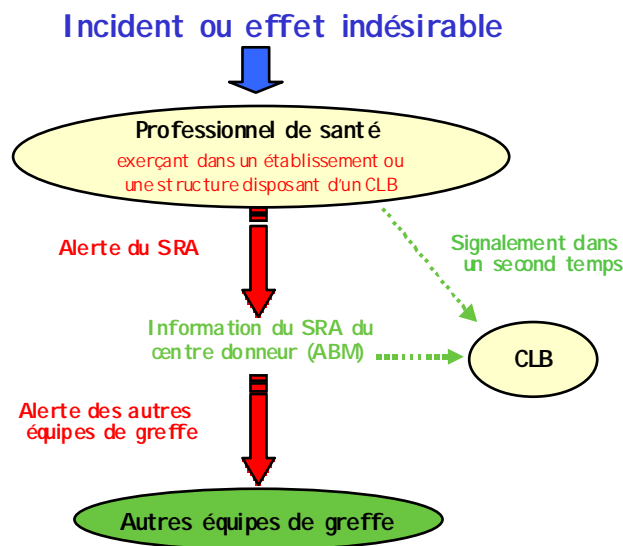 Incident ou effet indésirable
Professionnel de santé
exerçant dans un établissement ou
une structure disposant d'un CLB
Alerte du SRA
Signalement dans
un second temps
Information du SRA du
centre donneur (ABM)
CLB
Alerte des autres
équipes de greffe
Autres équipes de greffe